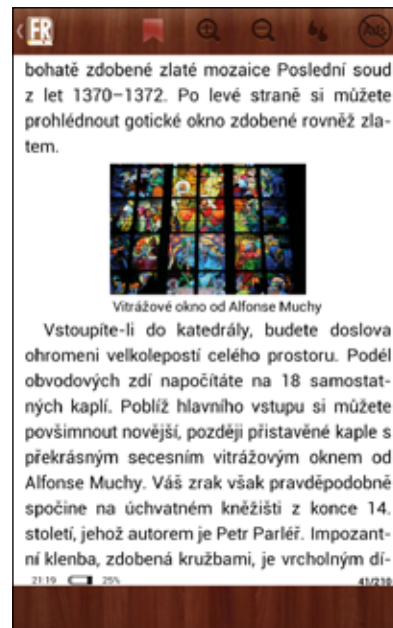 FR
Ads
bohatě zdobené zlaté mozaice Poslední soud
z let 1370–1372. Po levé straně si můžete
prohlédnout gotické okno zdobené rovněž zla-
tem.
Vitrážové okno od Alfonse Muchy
Vstoupíte-li do katedrály, budete doslova
ohromeni velkolepostí celého prostoru. Podél
obvodových zdí napočítáte na 18 samostat-
ných kaplí. Poblíž hlavního vstupu si můžete
povšimnout novější, později přistavěné kaple s
překrásným secesním vitrážovým oknem od
Alfonse Muchy. Váš zrak však pravděpodobně
spočine na úchvatném kněžišti z konce 14.
století, jehož autorem je Petr Parléř. Impozant-
ní klenba, zdobená kružbami, je vrcholným dí-
21:19 25% 41/210